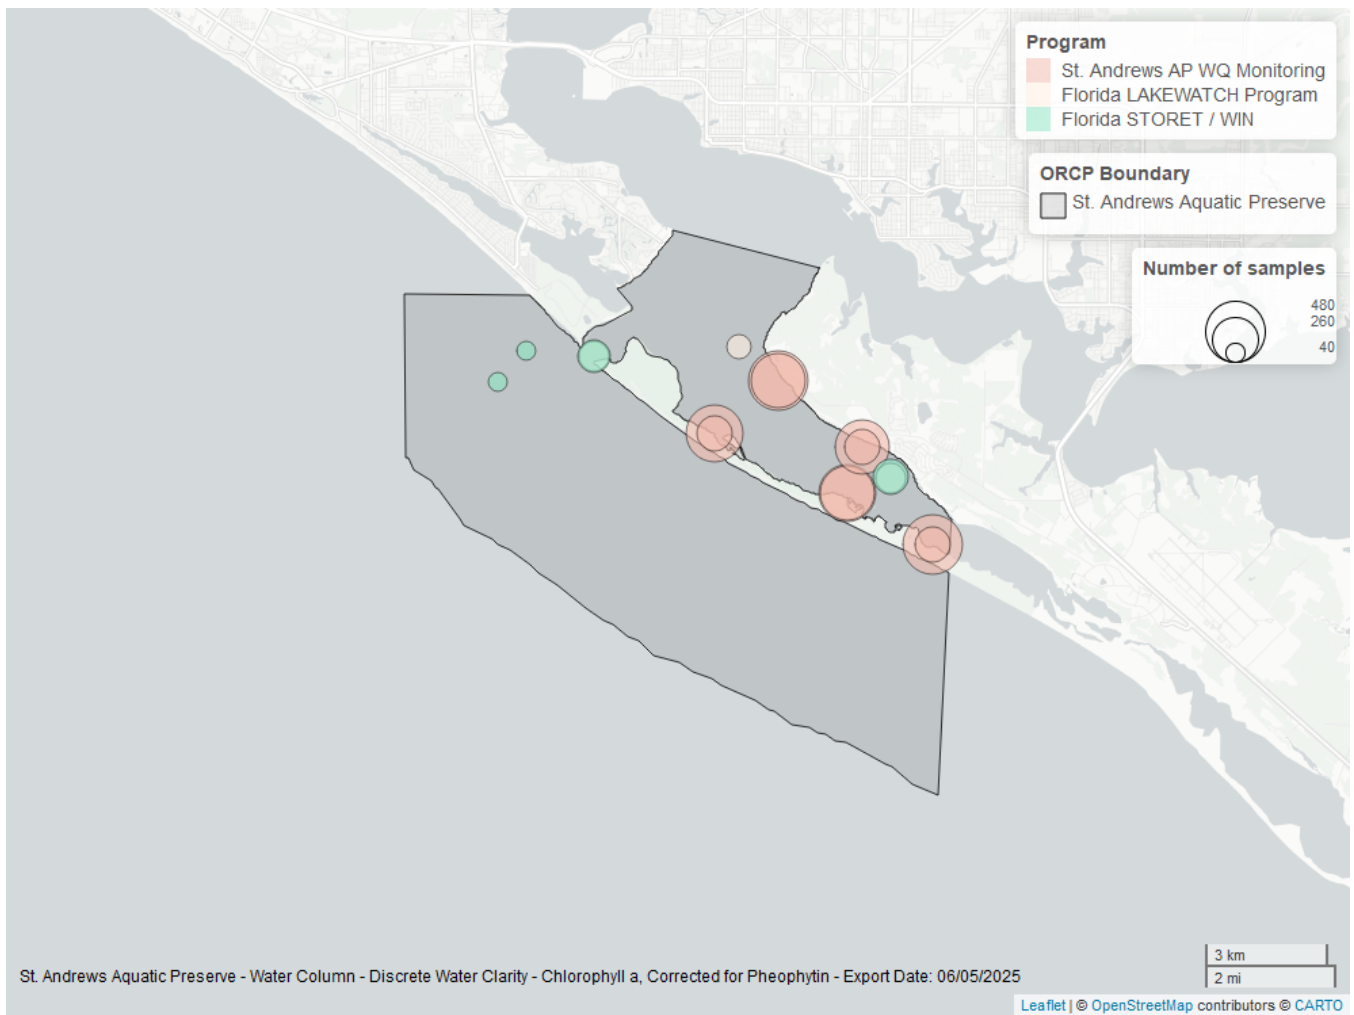 Program
St. Andrews AP WQ Monitoring
Florida LAKEWATCH Program
Florida STORET / WIN
ORCP Boundary
St. Andrews Aquatic Preserve
Number of samples
480
260
40
3 km
2 mi
St. Andrews Aquatic Preserve - Water Column - Discrete Water Clarity - Chlorophyll a, Corrected for Pheophytin - Export Date: 06/05/2025
Leaflet | © OpenStreetMap contributors © CARTO